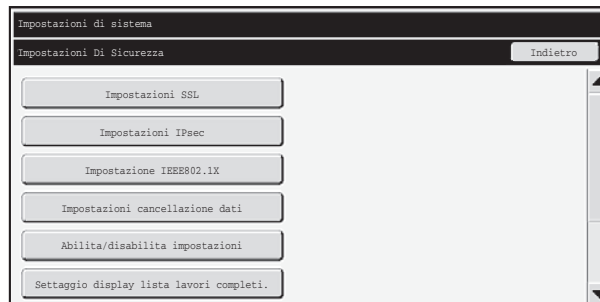 Impostazioni di sistema
Impostazioni Di Sicurezza
Indietro
Impostazioni SSL
Impostazioni IPsec
Impostazione IEEE802.1X
Impostazioni cancellazione dati
Abilita/disabilita impostazioni
Settaggio display lista lavori completi.